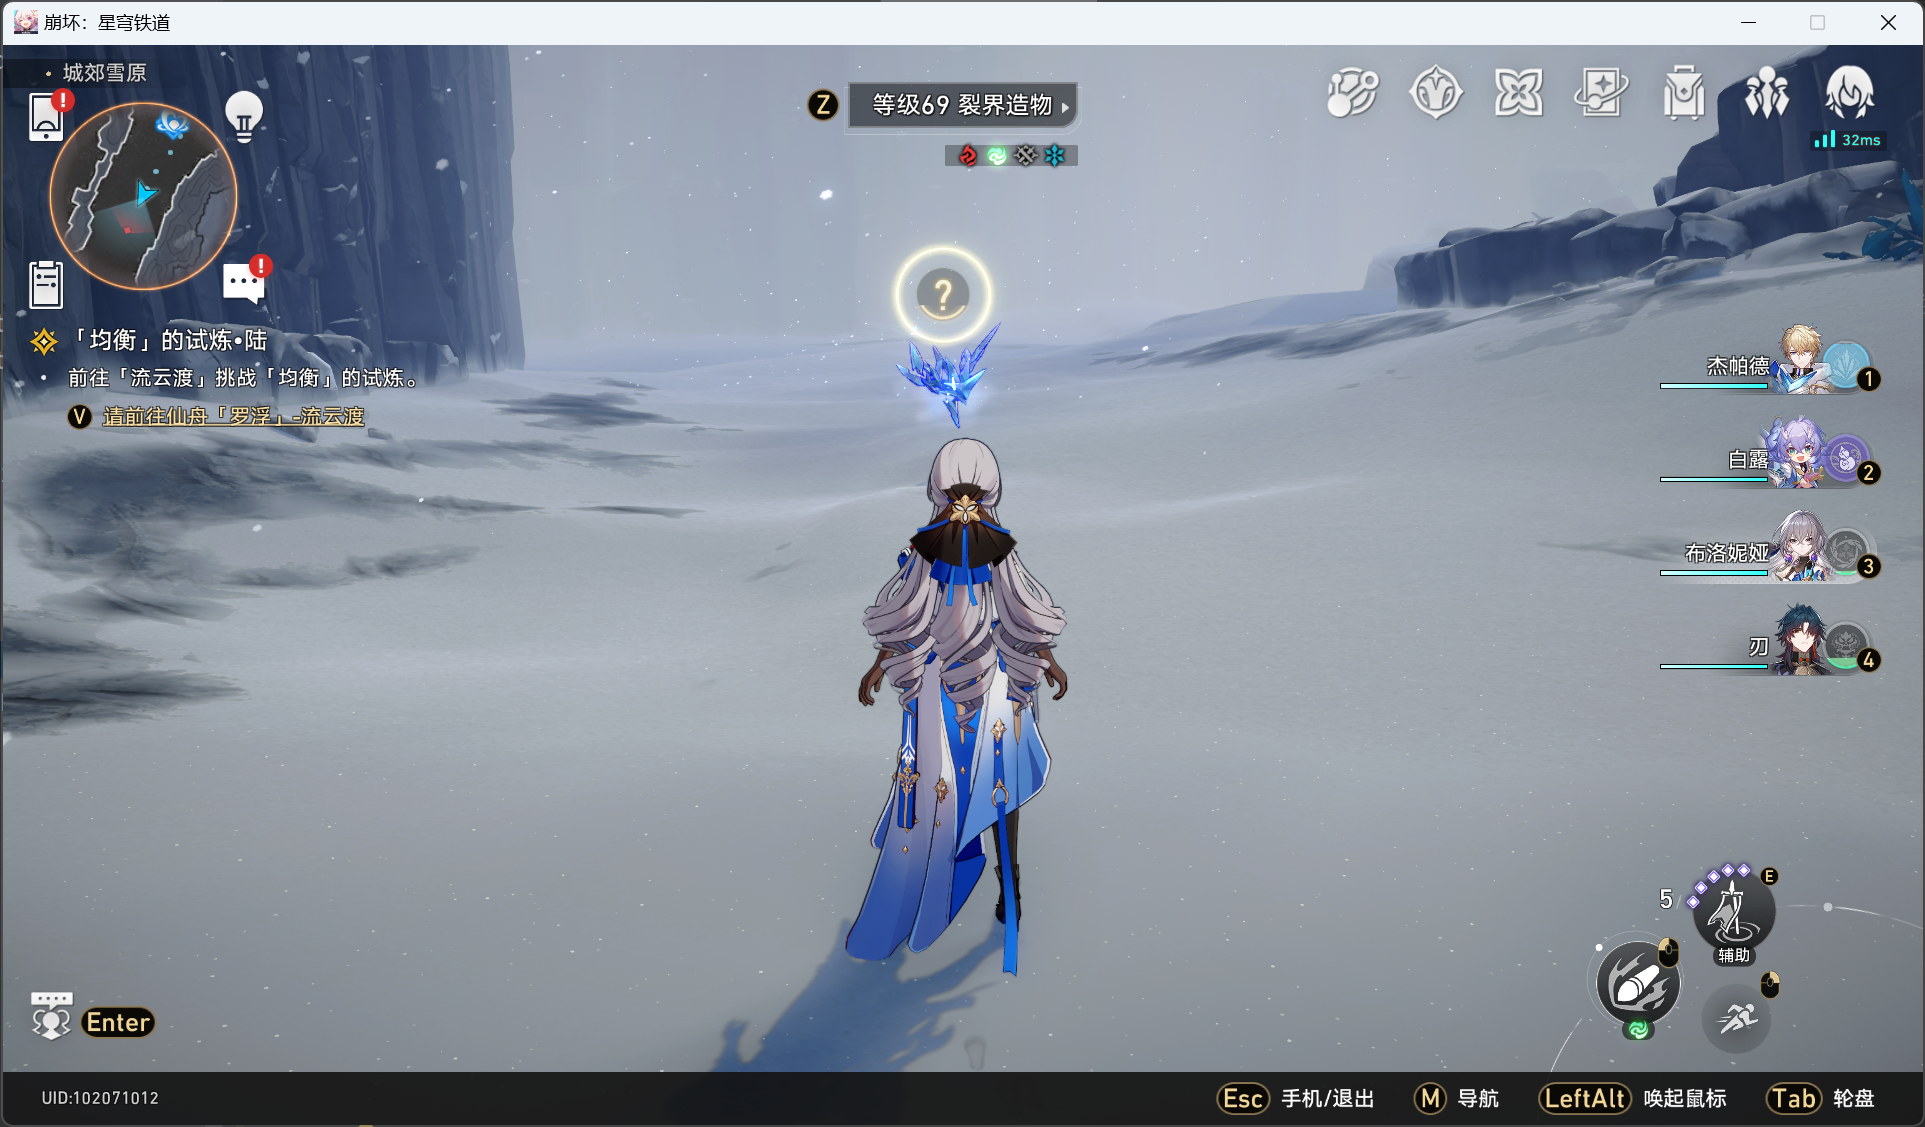 崩坏：星穹铁道
城郊雪原
Z
等级69 裂界造物
32ms
「均衡」的试炼•陆
前往「流云渡」挑战「均衡」的试炼。
V 请前往仙舟「罗浮」-流云渡
杰帕德 1
白露 2
布洛妮娅 3
刃 4
5
E
辅助
Enter
UID:102071012
Esc 手机/退出
M 导航
LeftAlt 唤起鼠标
Tab 轮盘